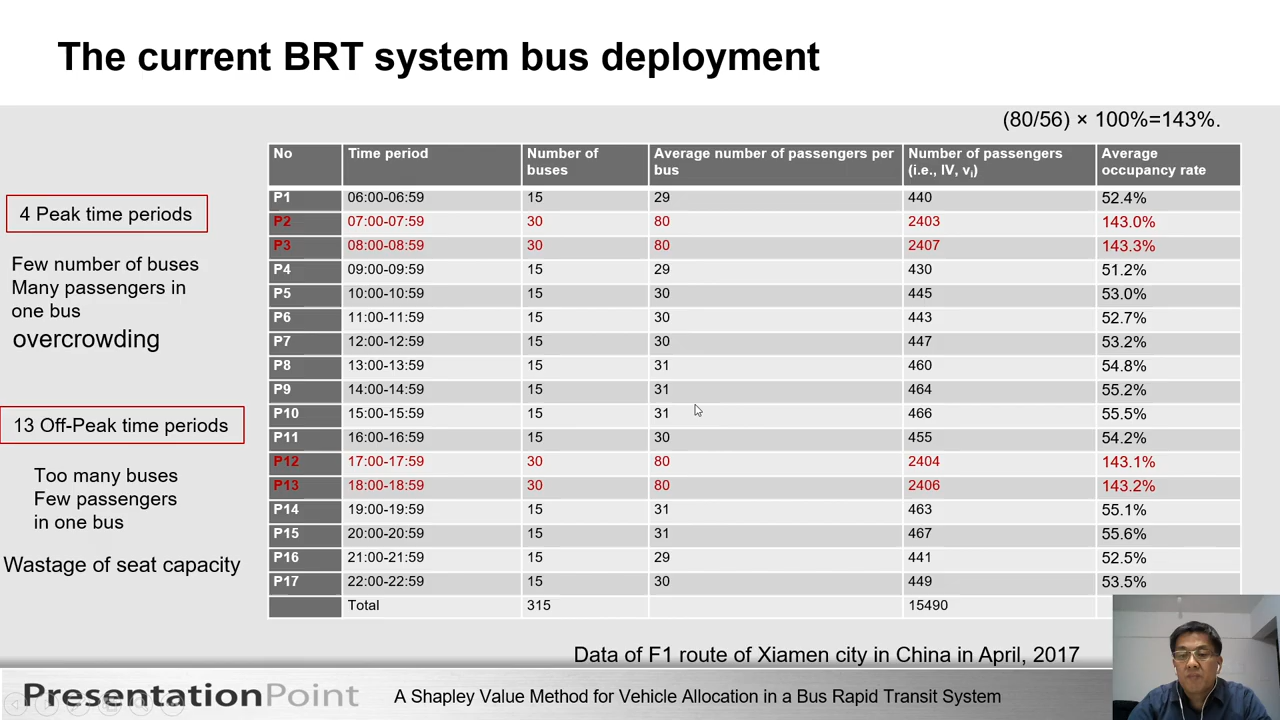 The current BRT system bus deployment
(80/56) × 100%=143%.
4 Peak time periods
Few number of buses
Many passengers in
one bus
overcrowding
13 Off-Peak time periods
Too many buses
Few passengers
in one bus
Wastage of seat capacity
No Time period Number of buses Average number of passengers per bus Number of passengers (i.e., IV, vᵢ) Average occupancy rate
P1 06:00-06:59 15 29 440 52.4%
P2 07:00-07:59 30 80 2403 143.0%
P3 08:00-08:59 30 80 2407 143.3%
P4 09:00-09:59 15 29 430 51.2%
P5 10:00-10:59 15 30 445 53.0%
P6 11:00-11:59 15 30 443 52.7%
P7 12:00-12:59 15 30 447 53.2%
P8 13:00-13:59 15 31 460 54.8%
P9 14:00-14:59 15 31 464 55.2%
P10 15:00-15:59 15 31 466 55.5%
P11 16:00-16:59 15 30 455 54.2%
P12 17:00-17:59 30 80 2404 143.1%
P13 18:00-18:59 30 80 2406 143.2%
P14 19:00-19:59 15 31 463 55.1%
P15 20:00-20:59 15 31 467 55.6%
P16 21:00-21:59 15 29 441 52.5%
P17 22:00-22:59 15 30 449 53.5%
Total 315 15490
Data of F1 route of Xiamen city in China in April, 2017
PresentationPoint
A Shapley Value Method for Vehicle Allocation in a Bus Rapid Transit System